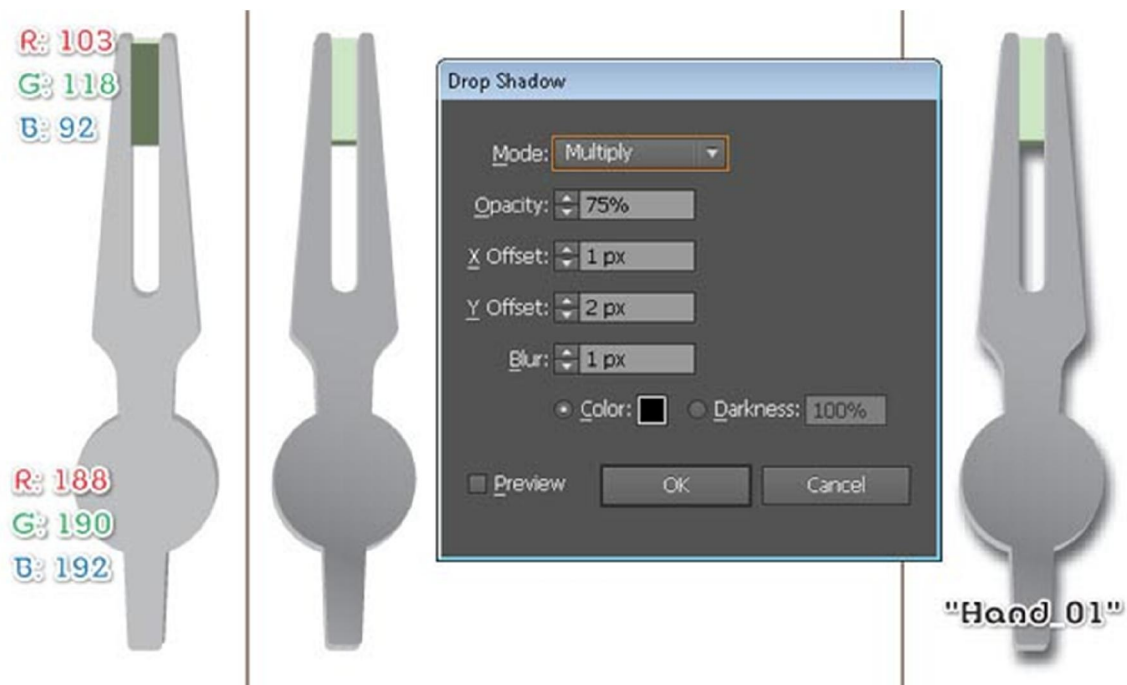 R: 103
G: 118
B: 92
R: 188
G: 190
B: 192
Drop Shadow
Mode: Multiply
Opacity: 75%
X Offset: 1 px
Y Offset: 2 px
Blur: 1 px
Color: Darkness: 100%
Preview OK Cancel
"Hand_01"